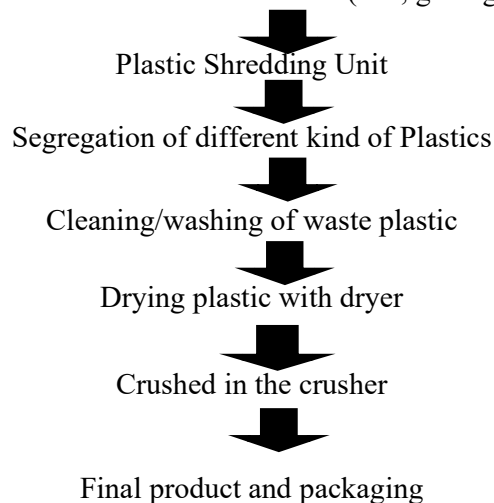 Plastic Shredding Unit
Segregation of different kind of Plastics
Cleaning/washing of waste plastic
Drying plastic with dryer
Crushed in the crusher
Final product and packaging